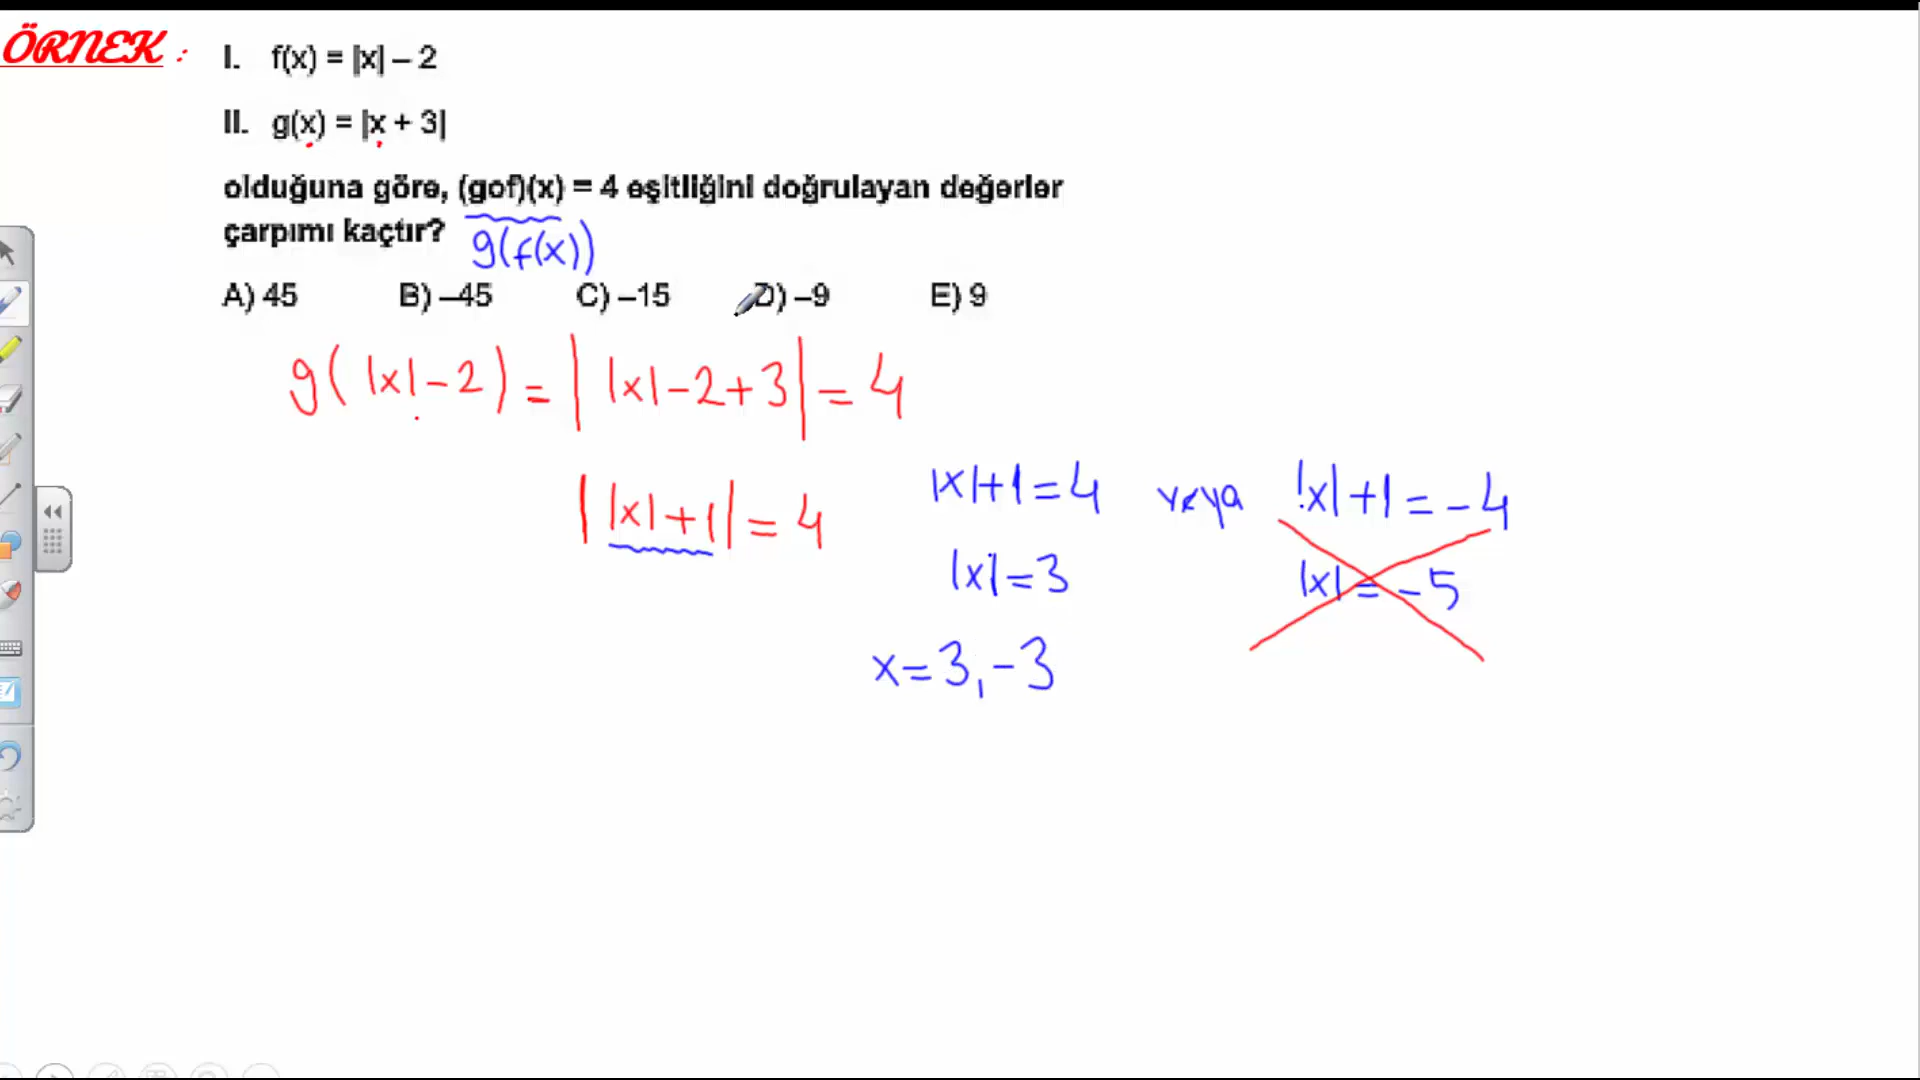 ÖRNEK :
I. f(x) = |x| – 2
II. g(x) = |x + 3|
olduğuna göre, (gof)(x) = 4 eşitliğini doğrulayan değerler
çarpımı kaçtır? g(f(x))
A) 45 B) –45 C) –15 D) –9 E) 9
g(|x|-2) = ||x|-2+3| = 4
||x|+1| = 4
|x|+1=4 veya |x|+1=-4
|x|=3 |x|=-5
x=3,-3